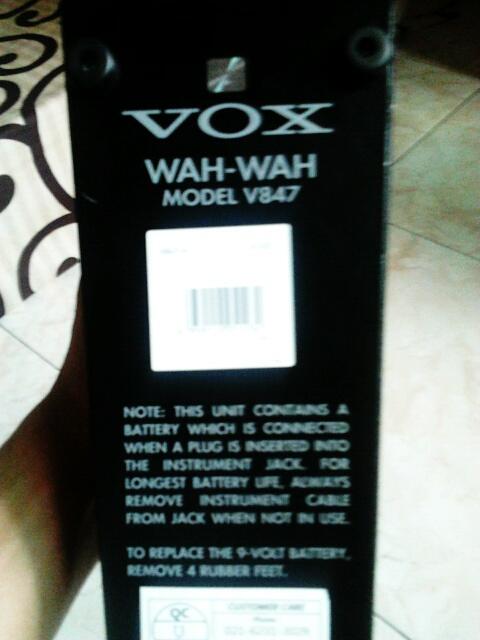 VOX
WAH-WAH
MODEL V847
NOTE: THIS UNIT CONTAINS A
BATTERY WHICH IS CONNECTED
WHEN A PLUG IS INSERTED INTO
THE INSTRUMENT JACK. FOR
LONGEST BATTERY LIFE, ALWAYS
REMOVE INSTRUMENT CABLE
FROM JACK WHEN NOT IN USE.
TO REPLACE THE 9-VOLT BATTERY,
REMOVE 4 RUBBER FEET.
QC
CUSTOMER CARE
Phone